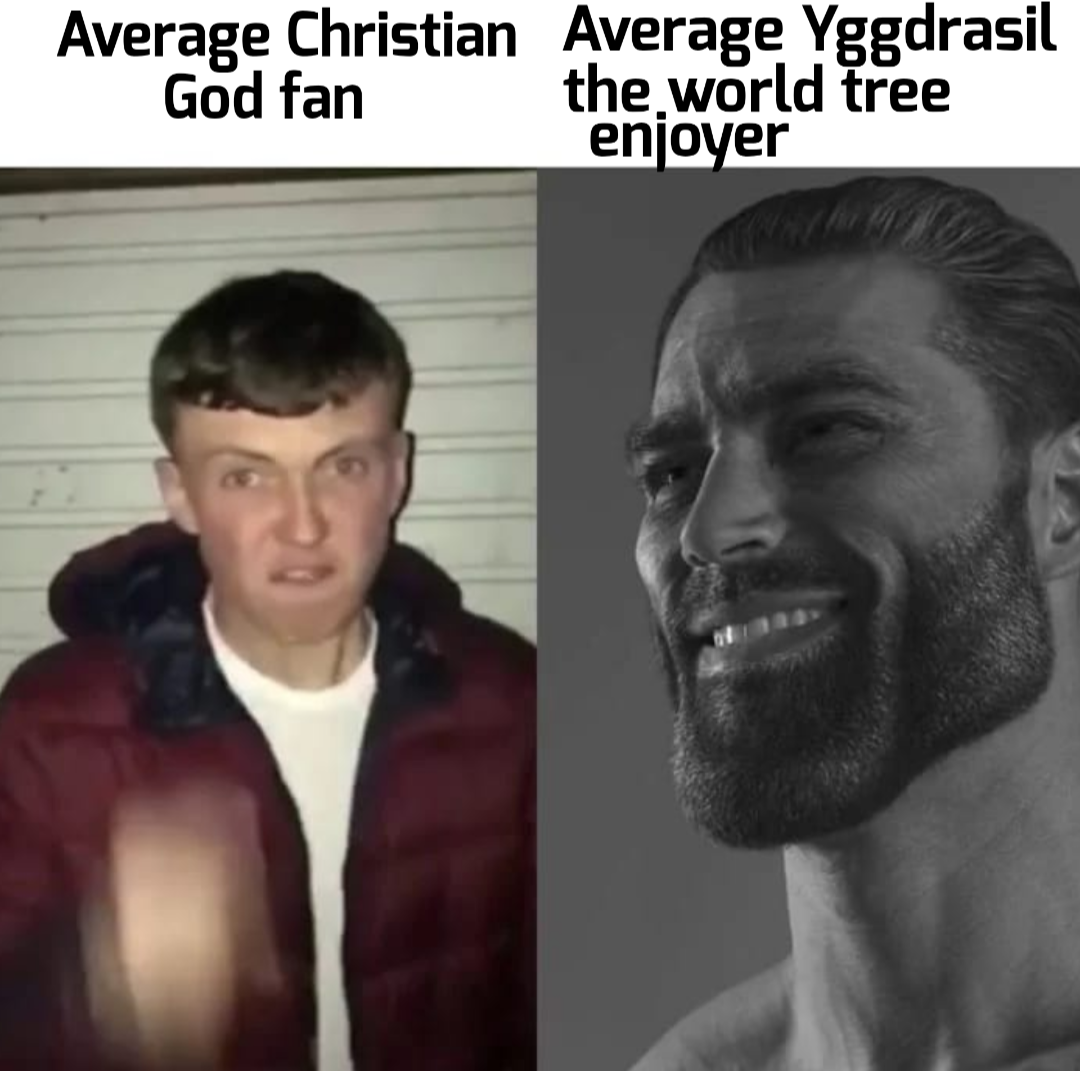 Average Christian
God fan
Average Yggdrasil
the world tree
enjoyer